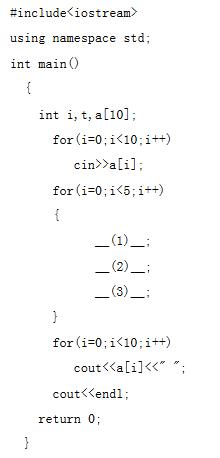 #include<iostream>
using namespace std;
int main()
{
int i,t,a[10];
for(i=0;i<10;i++)
cin>>a[i];
for(i=0;i<5;i++)
{
__(1)__;
__(2)__;
__(3)__;
}
for(i=0;i<10;i++)
cout<<a[i]<<" ";
cout<<endl;
return 0;
}